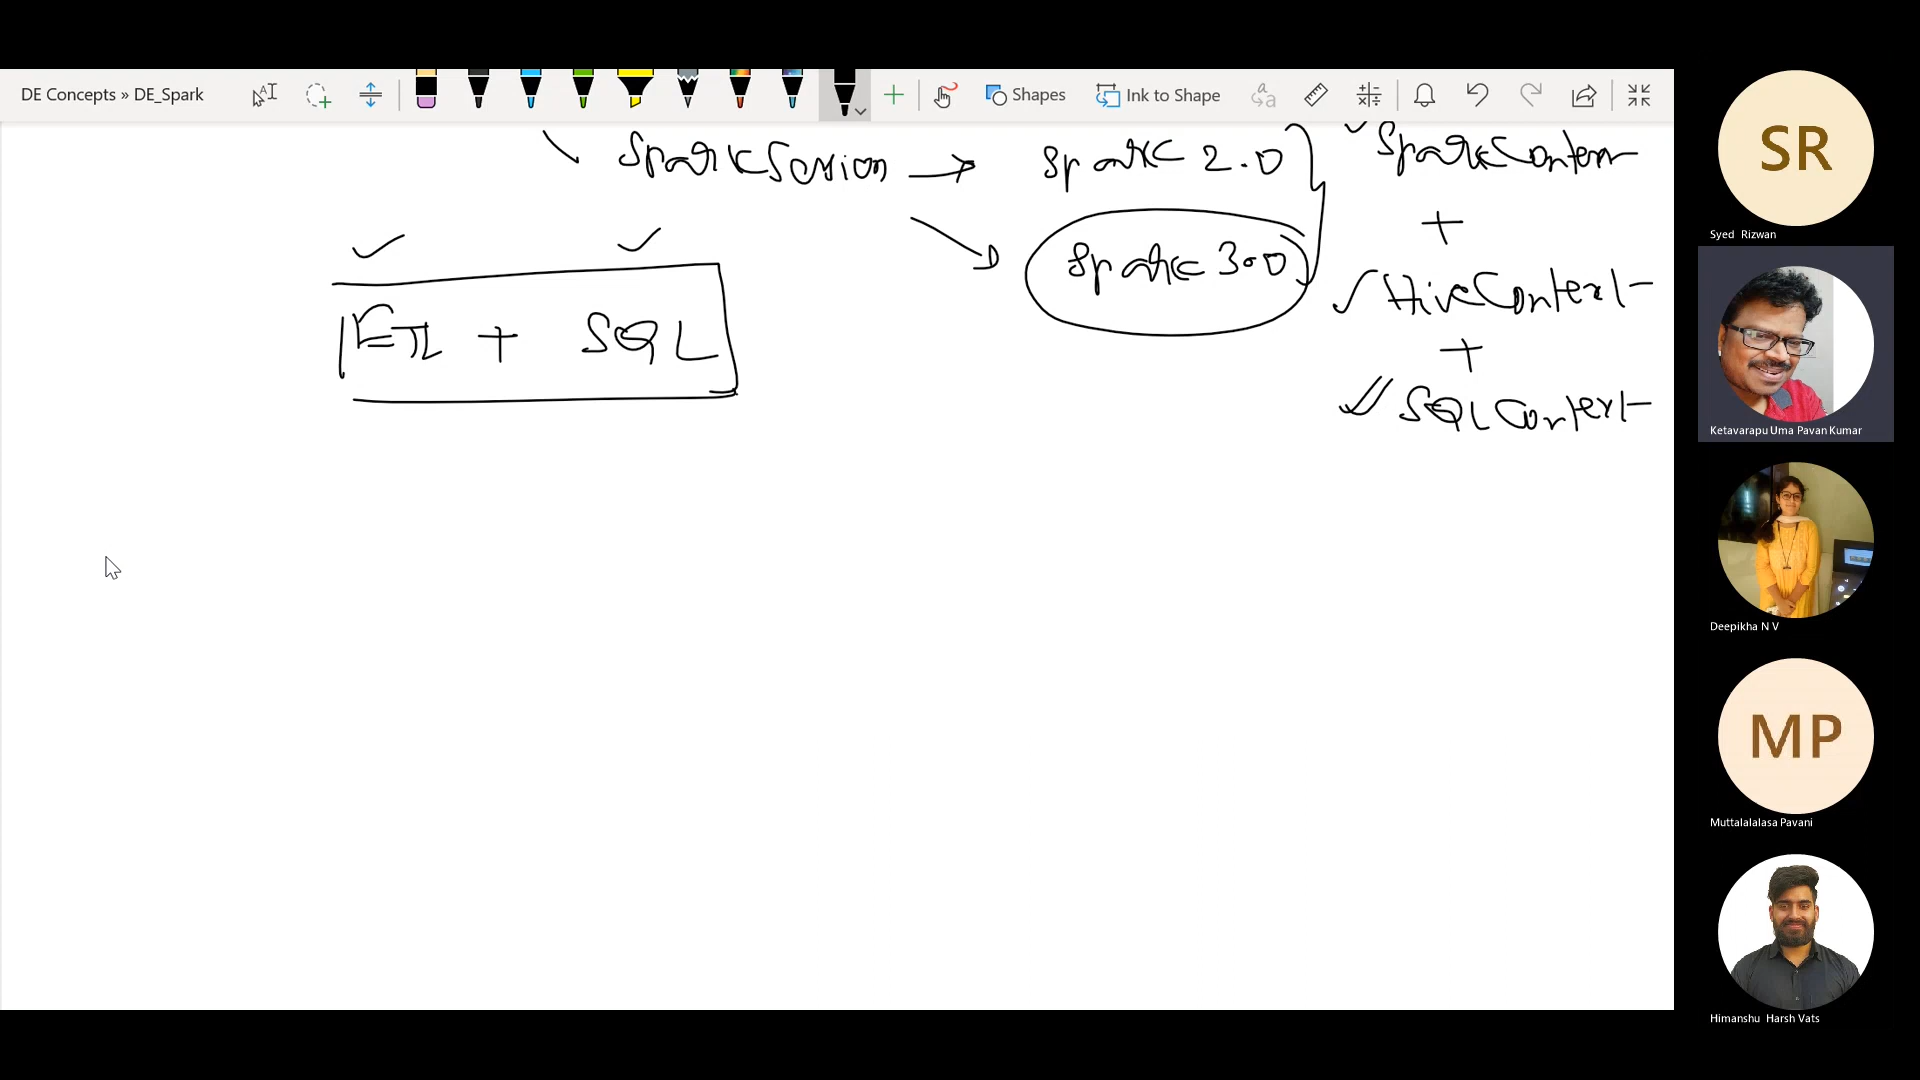 DE Concepts » DE_Spark
Shapes
Ink to Shape
SparkSession → Spark 2.0
Spark 3.0
ETL + SQL
SparkContext
+
HiveContext
+
SQLContext
SR
Syed Rizwan
Ketavarapu Uma Pavan Kumar
Deepikha N V
MP
Muttalalalasa Pavani
Himanshu Harsh Vats